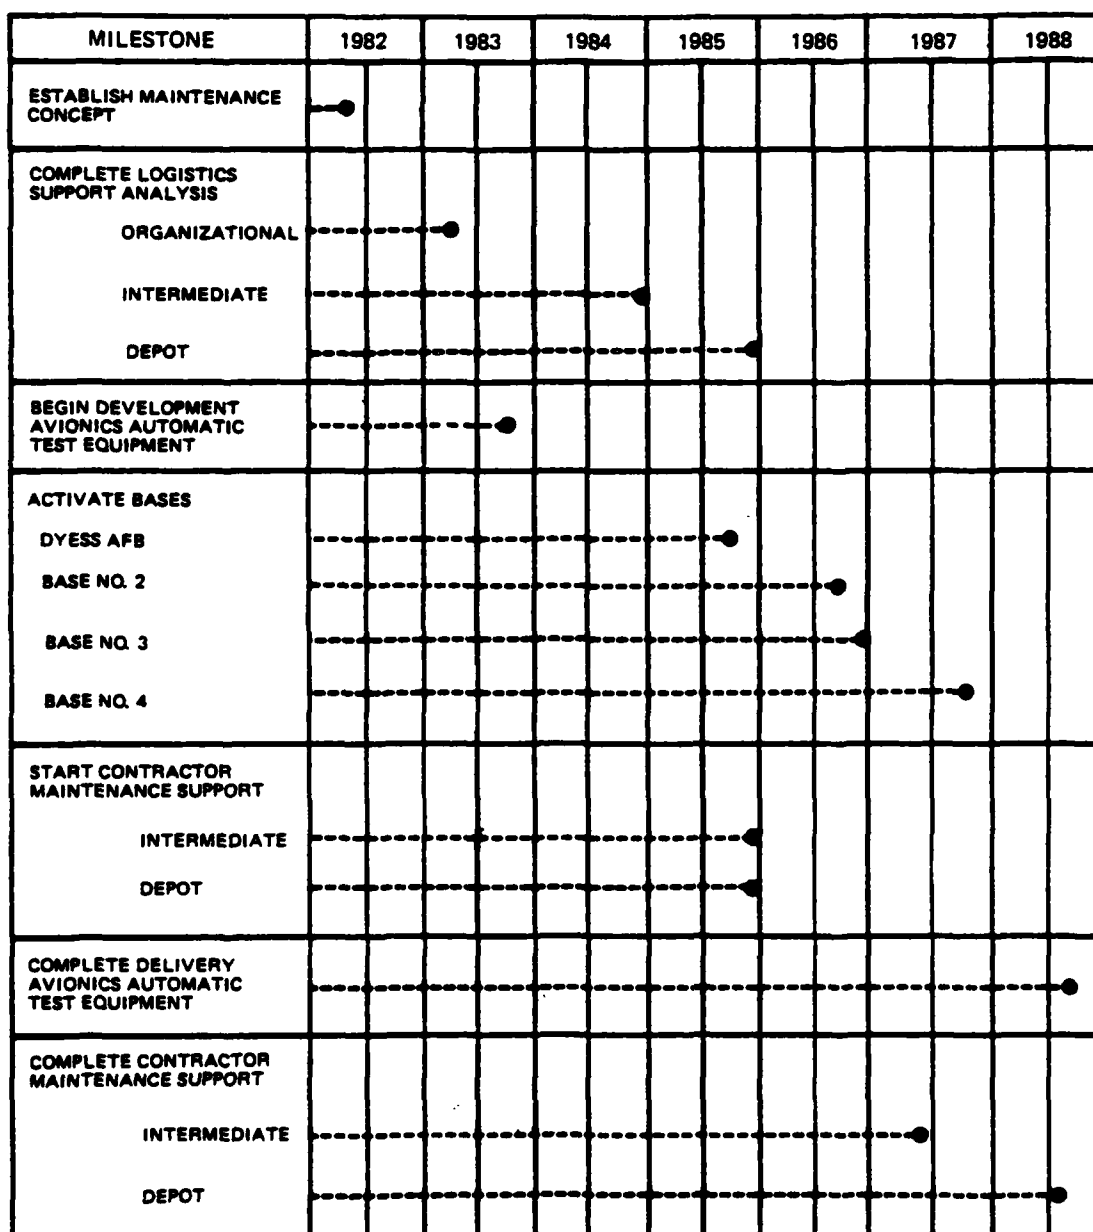 MILESTONE 1982 1983 1984 1985 1986 1987 1988
ESTABLISH MAINTENANCE
CONCEPT
COMPLETE LOGISTICS
SUPPORT ANALYSIS
ORGANIZATIONAL
INTERMEDIATE
DEPOT
BEGIN DEVELOPMENT
AVIONICS AUTOMATIC
TEST EQUIPMENT
ACTIVATE BASES
DYESS AFB
BASE NO. 2
BASE NO. 3
BASE NO. 4
START CONTRACTOR
MAINTENANCE SUPPORT
INTERMEDIATE
DEPOT
COMPLETE DELIVERY
AVIONICS AUTOMATIC
TEST EQUIPMENT
COMPLETE CONTRACTOR
MAINTENANCE SUPPORT
INTERMEDIATE
DEPOT